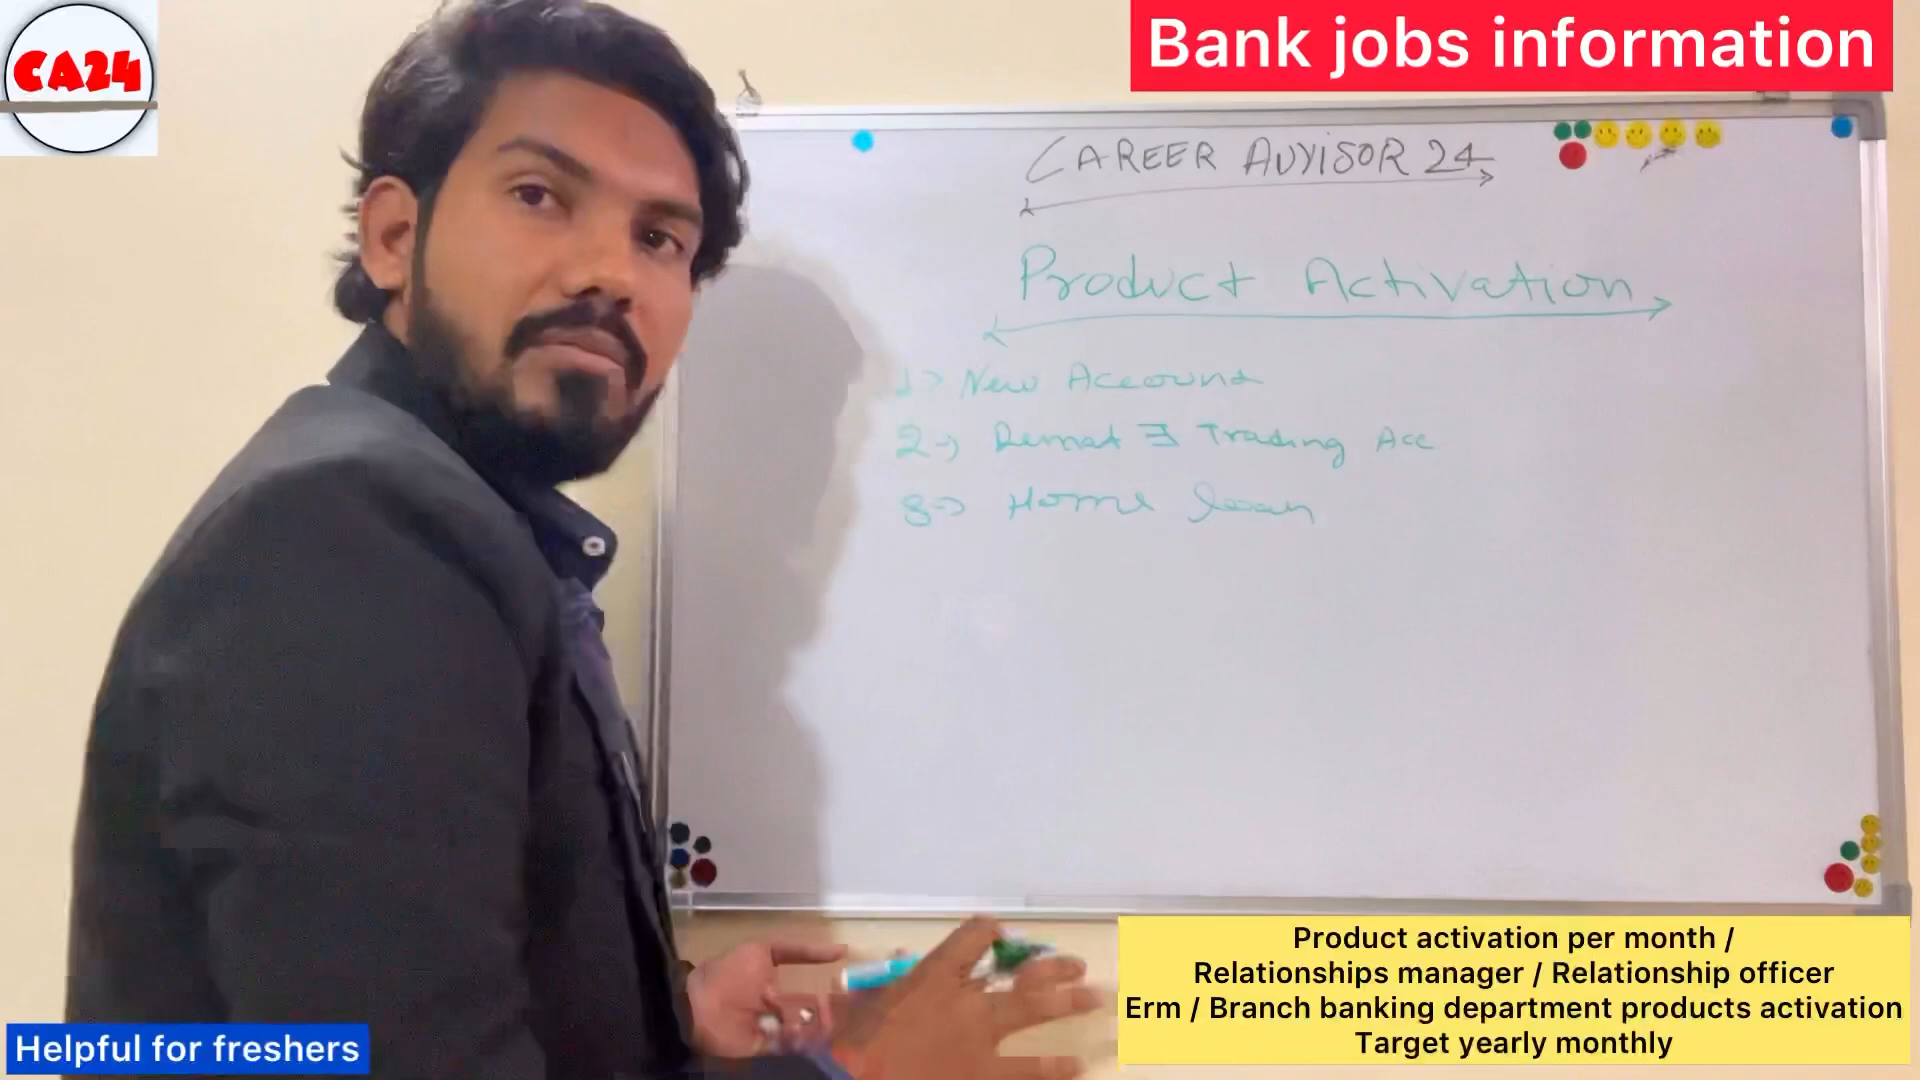 CA24
Bank jobs information
CAREER ADVISOR 24
Product Activation
1> New Account
2-> Demat & Trading Acc
3-> Home loan
Product activation per month /
Relationships manager / Relationship officer
Erm / Branch banking department products activation
Target yearly monthly
Helpful for freshers